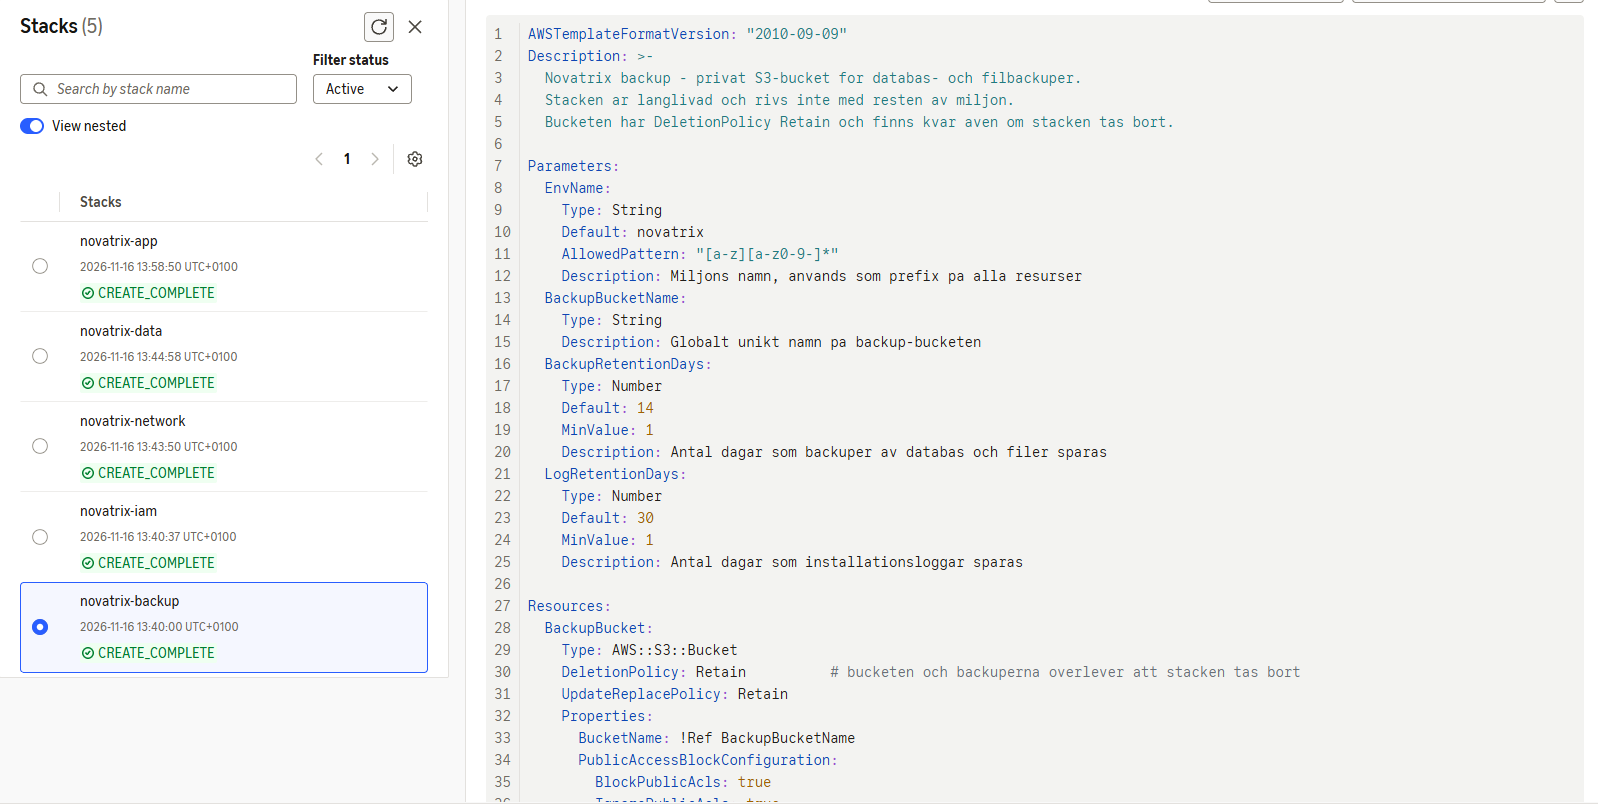 Stacks (5)
Filter status
Search by stack name
Active
View nested
1
Stacks
novatrix-app
2026-11-16 13:58:50 UTC+0100
CREATE_COMPLETE
novatrix-data
2026-11-16 13:44:58 UTC+0100
CREATE_COMPLETE
novatrix-network
2026-11-16 13:43:50 UTC+0100
CREATE_COMPLETE
novatrix-iam
2026-11-16 13:40:37 UTC+0100
CREATE_COMPLETE
novatrix-backup
2026-11-16 13:40:00 UTC+0100
CREATE_COMPLETE
1 AWSTemplateFormatVersion: "2010-09-09"
2 Description: >-
3 Novatrix backup - privat S3-bucket for databas- och filbackuper.
4 Stacken ar langlivad och rivs inte med resten av miljon.
5 Bucketen har DeletionPolicy Retain och finns kvar aven om stacken tas bort.
6
7 Parameters:
8 EnvName:
9 Type: String
10 Default: novatrix
11 AllowedPattern: "[a-z][a-z0-9-]*"
12 Description: Miljons namn, anvands som prefix pa alla resurser
13 BackupBucketName:
14 Type: String
15 Description: Globalt unikt namn pa backup-bucketen
16 BackupRetentionDays:
17 Type: Number
18 Default: 14
19 MinValue: 1
20 Description: Antal dagar som backuper av databas och filer sparas
21 LogRetentionDays:
22 Type: Number
23 Default: 30
24 MinValue: 1
25 Description: Antal dagar som installationsloggar sparas
26
27 Resources:
28 BackupBucket:
29 Type: AWS::S3::Bucket
30 DeletionPolicy: Retain # bucketen och backuperna overlever att stacken tas bort
31 UpdateReplacePolicy: Retain
32 Properties:
33 BucketName: !Ref BackupBucketName
34 PublicAccessBlockConfiguration:
35 BlockPublicAcls: true